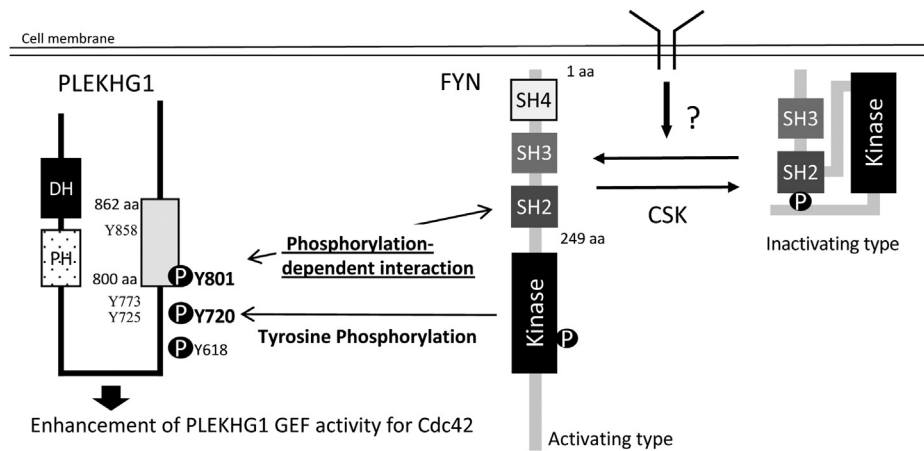 Cell membrane
PLEKHG1
DH
PH
862 aa
Y858
800 aa
P Y801
Y773
Y725
P Y720
P Y618
Enhancement of PLEKHG1 GEF activity for Cdc42
Phosphorylation-
dependent interaction
Tyrosine Phosphorylation
FYN
1 aa
SH4
SH3
SH2
249 aa
Kinase
P
Activating type
?
CSK
SH3
SH2
P
Kinase
Inactivating type